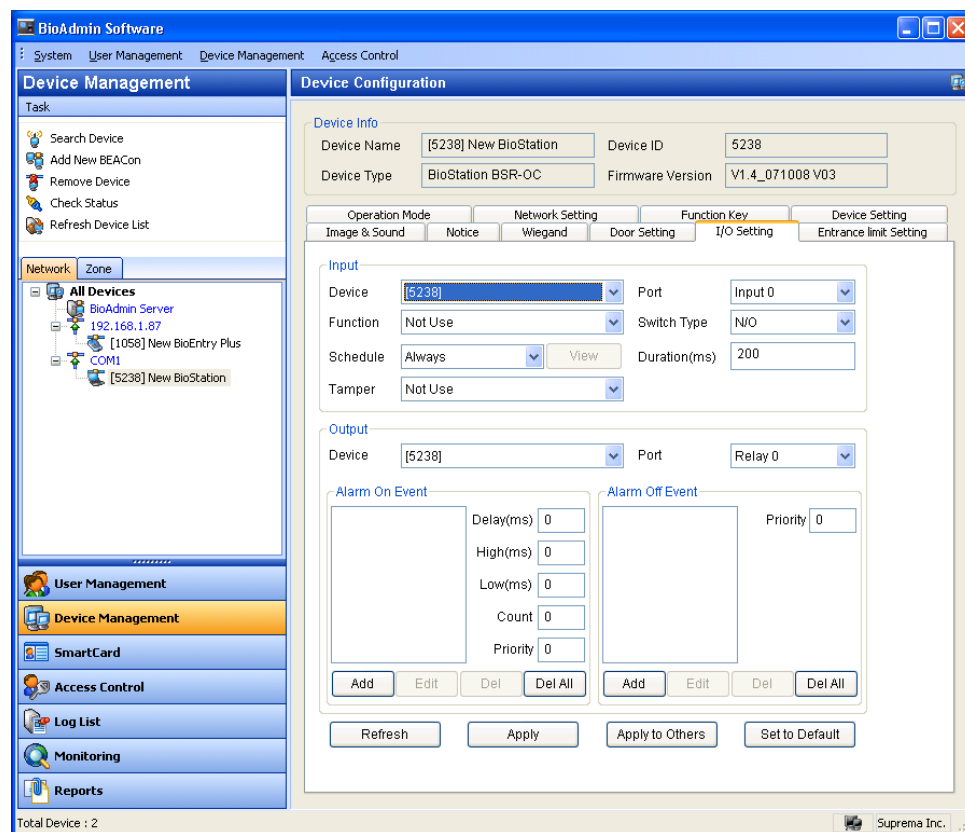 BioAdmin Software
System User Management Device Management Access Control
Device Management
Task
Search Device
Add New BEACon
Remove Device
Check Status
Refresh Device List
Network Zone
All Devices
BioAdmin Server
192.168.1.87
[1058] New BioEntry Plus
COM1
[5238] New BioStation
User Management
Device Management
SmartCard
Access Control
Log List
Monitoring
Reports
Device Configuration
Device Info
Device Name [5238] New BioStation Device ID 5238
Device Type BioStation BSR-OC Firmware Version V1.4_071008 V03
Operation Mode Network Setting Function Key Device Setting
Image & Sound Notice Wiegand Door Setting I/O Setting Entrance limit Setting
Input
Device [5238] Port Input 0
Function Not Use Switch Type N/O
Schedule Always View Duration(ms) 200
Tamper Not Use
Output
Device [5238] Port Relay 0
Alarm On Event
Delay(ms) 0
High(ms) 0
Low(ms) 0
Count 0
Priority 0
Add Edit Del Del All
Alarm Off Event
Priority 0
Add Edit Del Del All
Refresh Apply Apply to Others Set to Default
Total Device : 2 Suprema Inc.